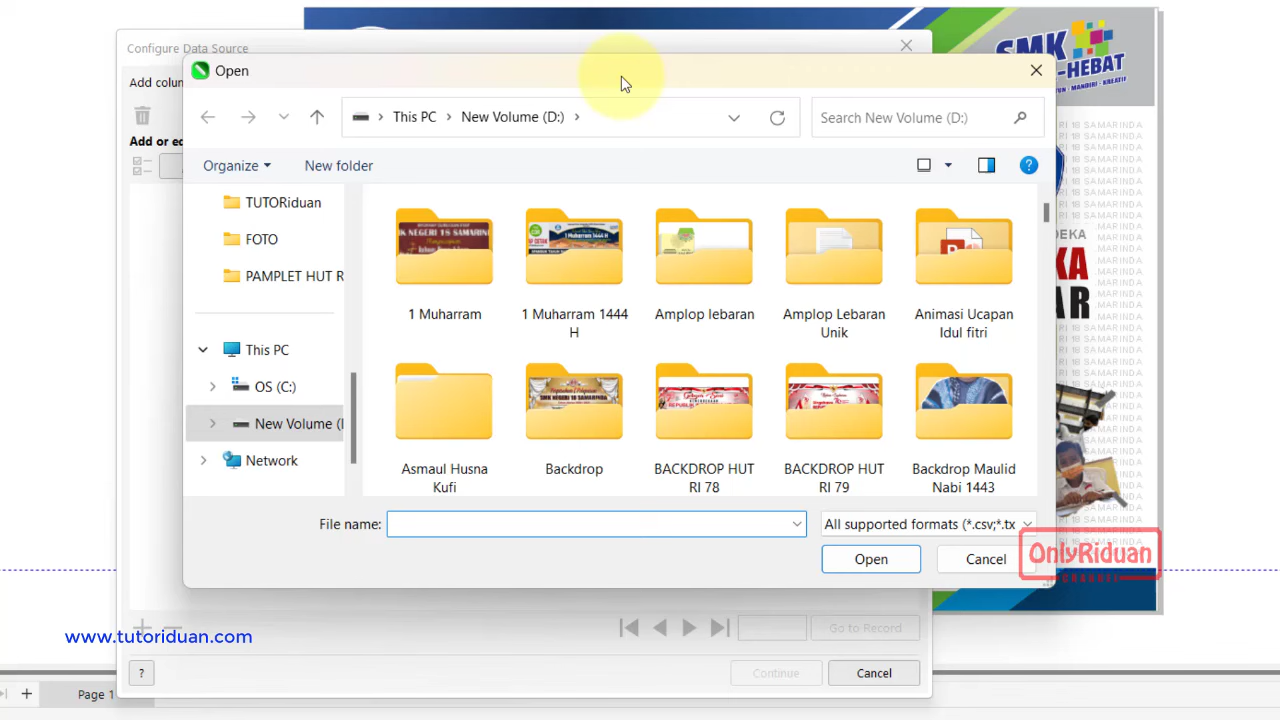 Configure Data Source
SMK
-HEBAT
Add colu
Open
This PC
New Volume (D:)
Search New Volume (D:)
Add or e
Organize
New folder
?
TUTORiduan
FOTO
PAMPLET HUT R
This PC
OS (C:)
New Volume (
Network
1 Muharram
1 Muharram 1444
H
Amplop lebaran
Amplop Lebaran
Unik
Animasi Ucapan
Idul fitri
Asmaul Husna
Kufi
Backdrop
BACKDROP HUT
RI 78
BACKDROP HUT
RI 79
Backdrop Maulid
Nabi 1443
File name:
All supported formats (*.csv;*.tx
Open
Cancel
OnlyRiduan
www.tutoriduan.com
Go to Record
?
Continue
Cancel
Page 1